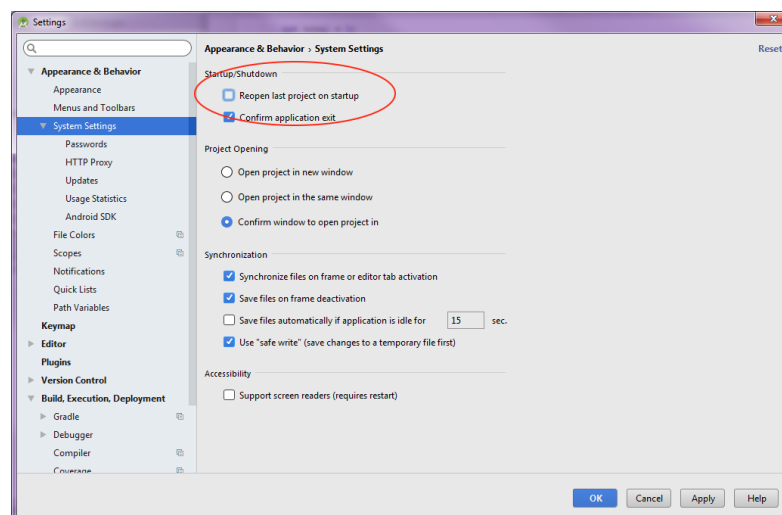 Settings
Appearance & Behavior › System Settings
Reset
Appearance & Behavior
Appearance
Menus and Toolbars
System Settings
Passwords
HTTP Proxy
Updates
Usage Statistics
Android SDK
File Colors
Scopes
Notifications
Quick Lists
Path Variables
Keymap
Editor
Plugins
Version Control
Build, Execution, Deployment
Gradle
Debugger
Compiler
Coverage
Startup/Shutdown
Reopen last project on startup
Confirm application exit
Project Opening
Open project in new window
Open project in the same window
Confirm window to open project in
Synchronization
Synchronize files on frame or editor tab activation
Save files on frame deactivation
Save files automatically if application is idle for 15 sec.
Use "safe write" (save changes to a temporary file first)
Accessibility
Support screen readers (requires restart)
OK Cancel Apply Help